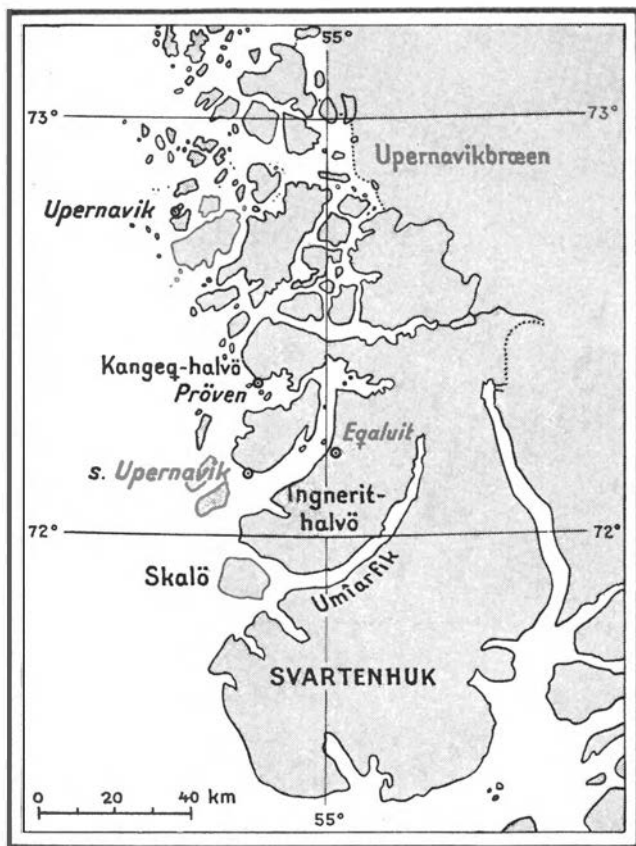 55°
73° 73°
Upernavikbræen
Upernavik
Kangeq-halvö
Pröven
Eqaluit
s. Upernavik
Ingnerit-
halvö
72° 72°
Skalö
Umîarfik
SVARTENHUK
0 20 40 km
55°